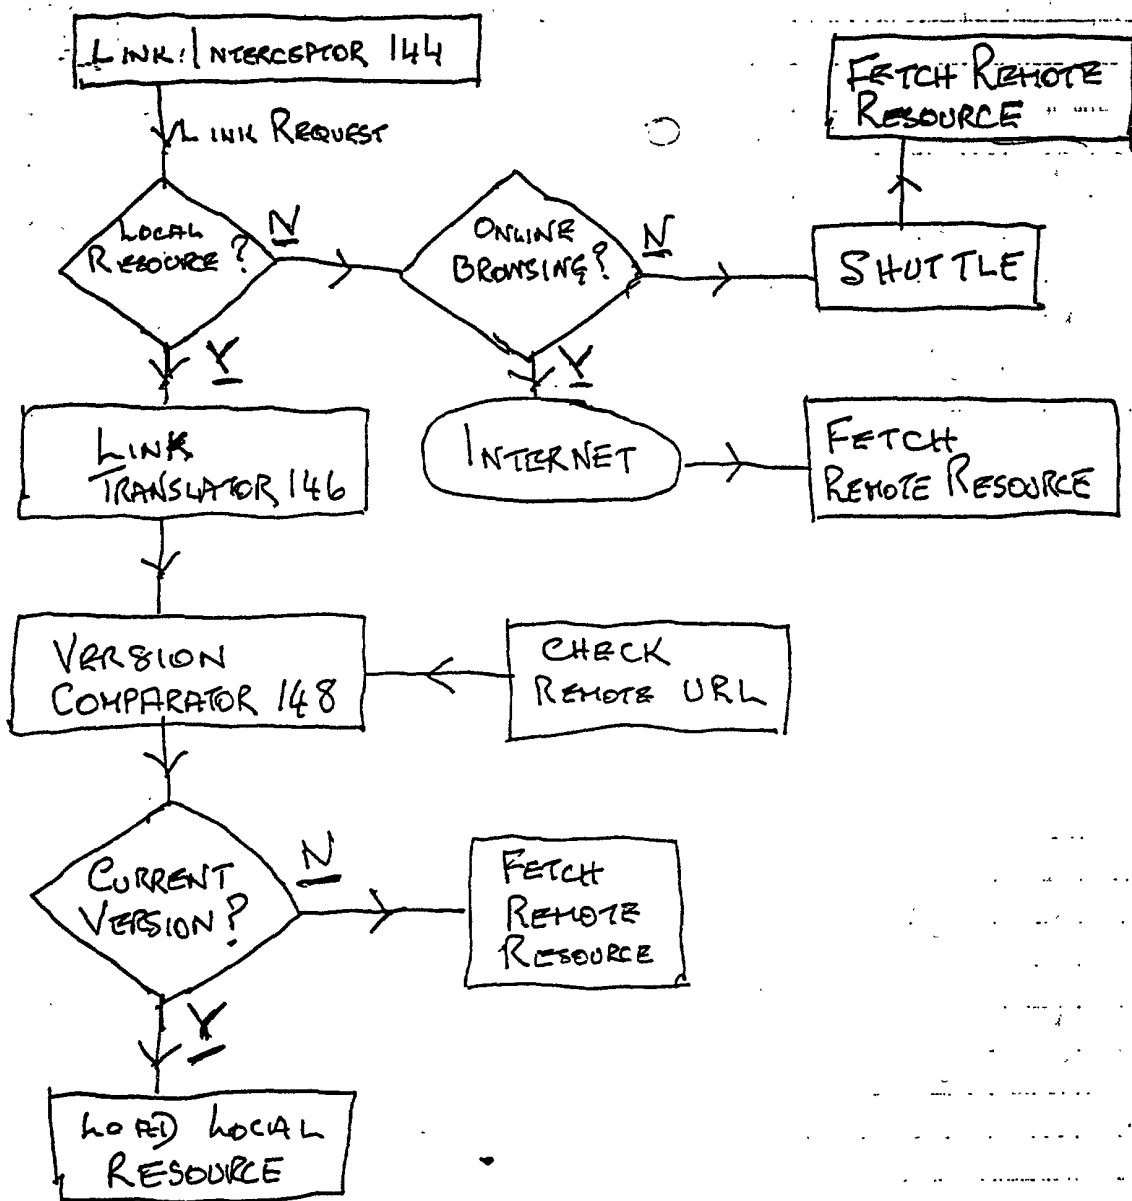 LINK INTERCEPTOR 144
LINK REQUEST
FETCH REMOTE
RESOURCE
LOCAL
RESOURCE?
N
ONLINE
BROWSING?
N
SHUTTLE
Y
Y
LINK
TRANSLATOR 146
INTERNET
FETCH
REMOTE RESOURCE
VERSION
COMPARATOR 148
CHECK
REMOTE URL
CURRENT
VERSION?
N
FETCH
REMOTE
RESOURCE
Y
LOAD LOCAL
RESOURCE